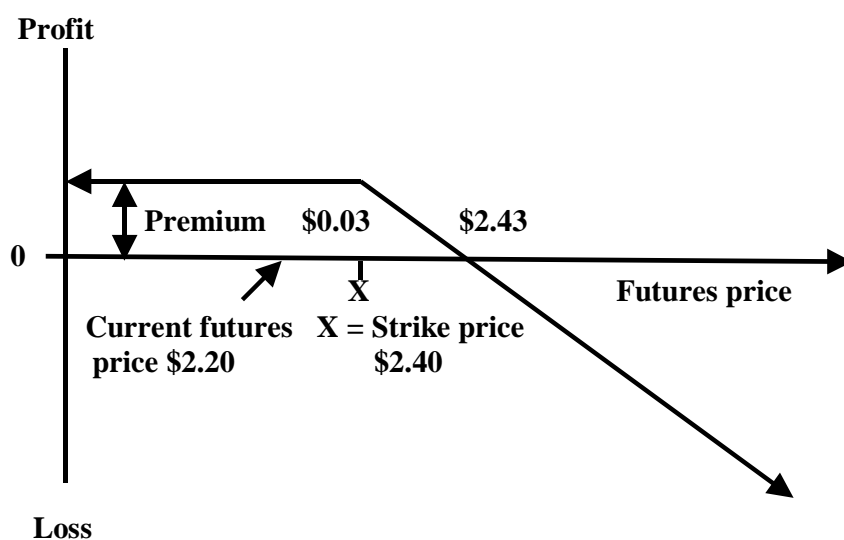 Profit
Premium $0.03 $2.43
0
X Futures price
Current futures X = Strike price
price $2.20 $2.40
Loss